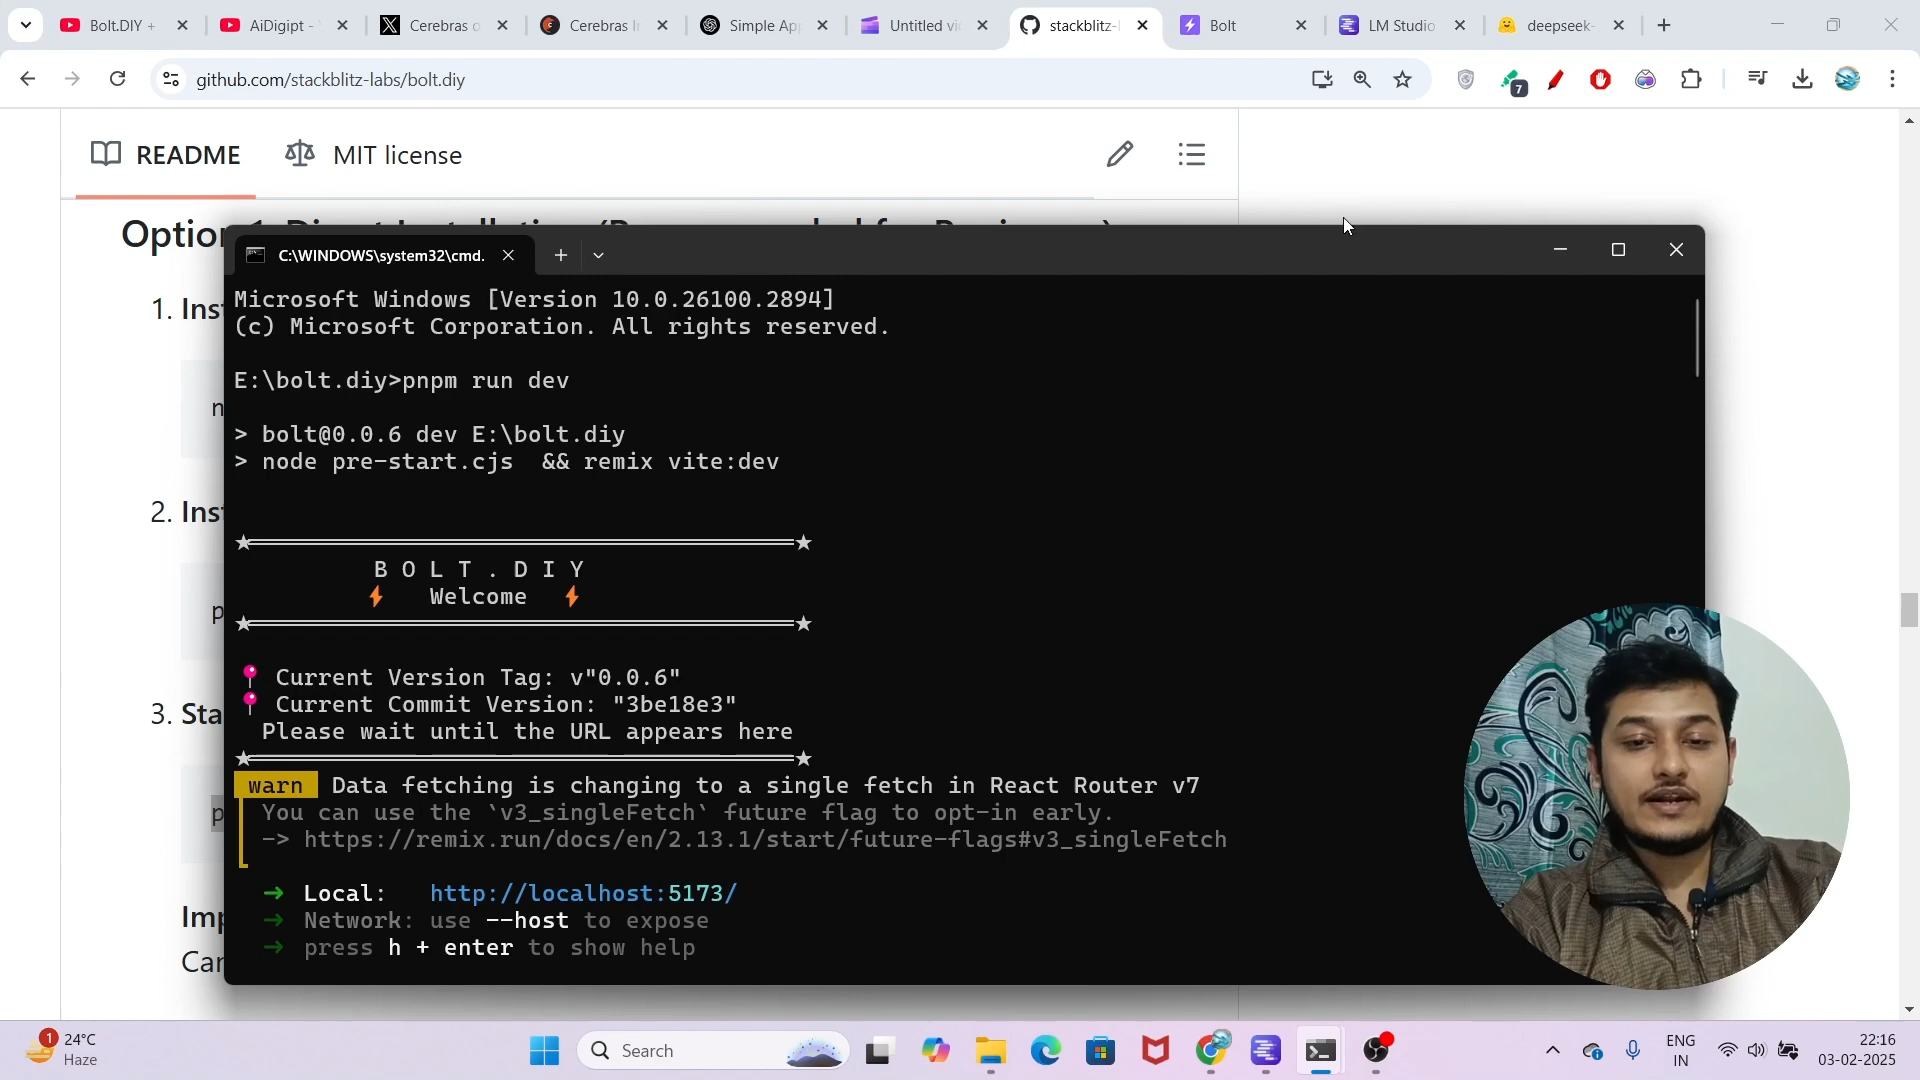 Bolt.DIY +
AiDigipt -
Cerebras o
Cerebras I
Simple Ap
Untitled vi
stackblitz-
Bolt
LM Studio
deepseek-
github.com/stackblitz-labs/bolt.diy
7
README
MIT license
1. Ins
2. Inst
3. Sta
Imp
Car
C:\WINDOWS\system32\cmd.
Microsoft Windows [Version 10.0.26100.2894]
(c) Microsoft Corporation. All rights reserved.
E:\bolt.diy>pnpm run dev
> bolt@0.0.6 dev E:\bolt.diy
> node pre-start.cjs  && remix vite:dev
B O L T . D I Y
Welcome
Current Version Tag: v"0.0.6"
Current Commit Version: "3be18e3"
Please wait until the URL appears here
warn Data fetching is changing to a single fetch in React Router v7
You can use the `v3_singleFetch` future flag to opt-in early.
-> https://remix.run/docs/en/2.13.1/start/future-flags#v3_singleFetch
➜ Local: http://localhost:5173/
➜ Network: use --host to expose
➜ press h + enter to show help
1
24°C
Haze
Search
ENG
IN
22:16
03-02-2025